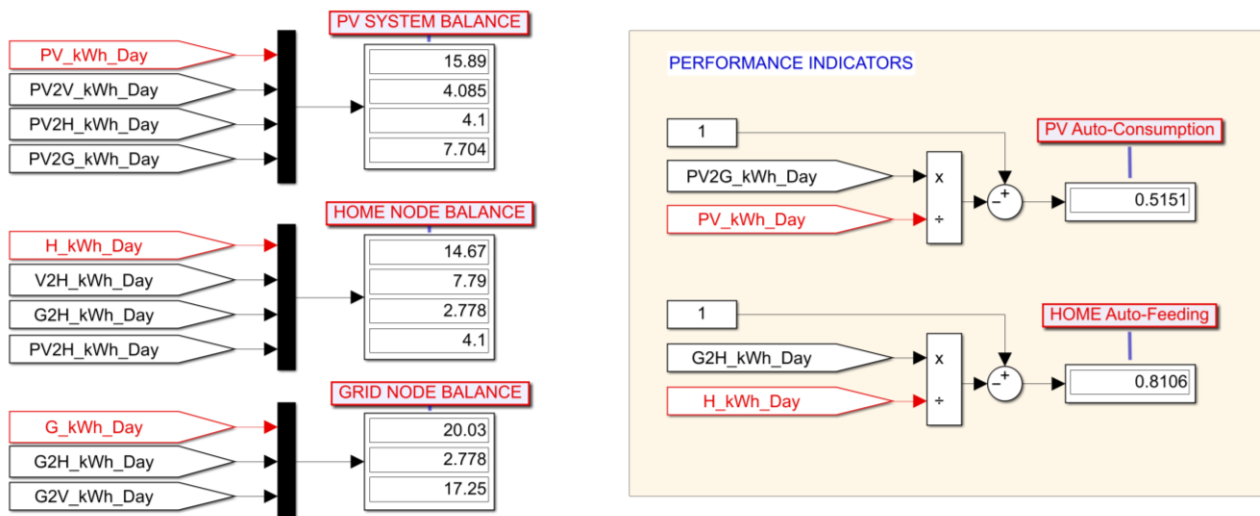 PV SYSTEM BALANCE
PV_kWh_Day
PV2V_kWh_Day
PV2H_kWh_Day
PV2G_kWh_Day
15.89
4.085
4.1
7.704
HOME NODE BALANCE
H_kWh_Day
V2H_kWh_Day
G2H_kWh_Day
PV2H_kWh_Day
14.67
7.79
2.778
4.1
GRID NODE BALANCE
G_kWh_Day
G2H_kWh_Day
G2V_kWh_Day
20.03
2.778
17.25
PERFORMANCE INDICATORS
1
PV2G_kWh_Day
PV_kWh_Day
x
÷
+
−
PV Auto-Consumption
0.5151
1
G2H_kWh_Day
H_kWh_Day
x
÷
+
−
HOME Auto-Feeding
0.8106